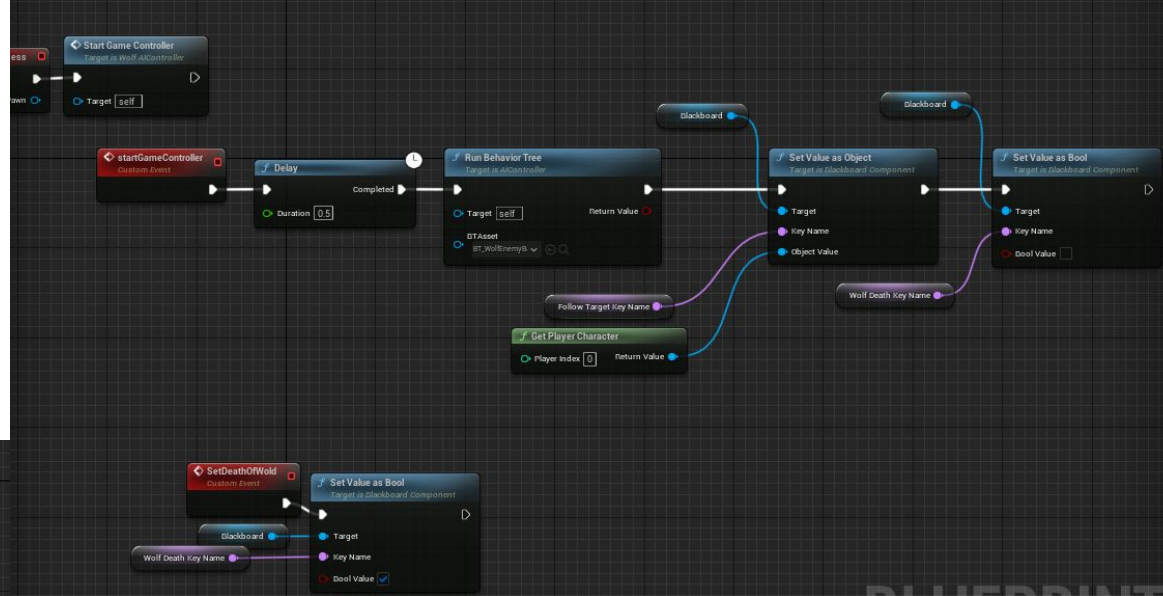 ess
Start Game Controller
Target is Wolf AIController
awn
Target self
startGameController
Custom Event
Delay
Completed
Duration 0.5
Run Behavior Tree
Target is AIController
Target self
Return Value
BTAsset
BT_WolfEnemyB
Blackboard
Set Value as Object
Target is Blackboard Component
Target
Key Name
Object Value
Blackboard
Set Value as Bool
Target is Blackboard Component
Target
Key Name
Bool Value
Follow Target Key Name
Wolf Death Key Name
Get Player Character
Player Index 0
Return Value
SetDeathOfWold
Custom Event
Set Value as Bool
Target is Blackboard Component
Blackboard
Target
Wolf Death Key Name
Key Name
Bool Value
BLUEPRINT